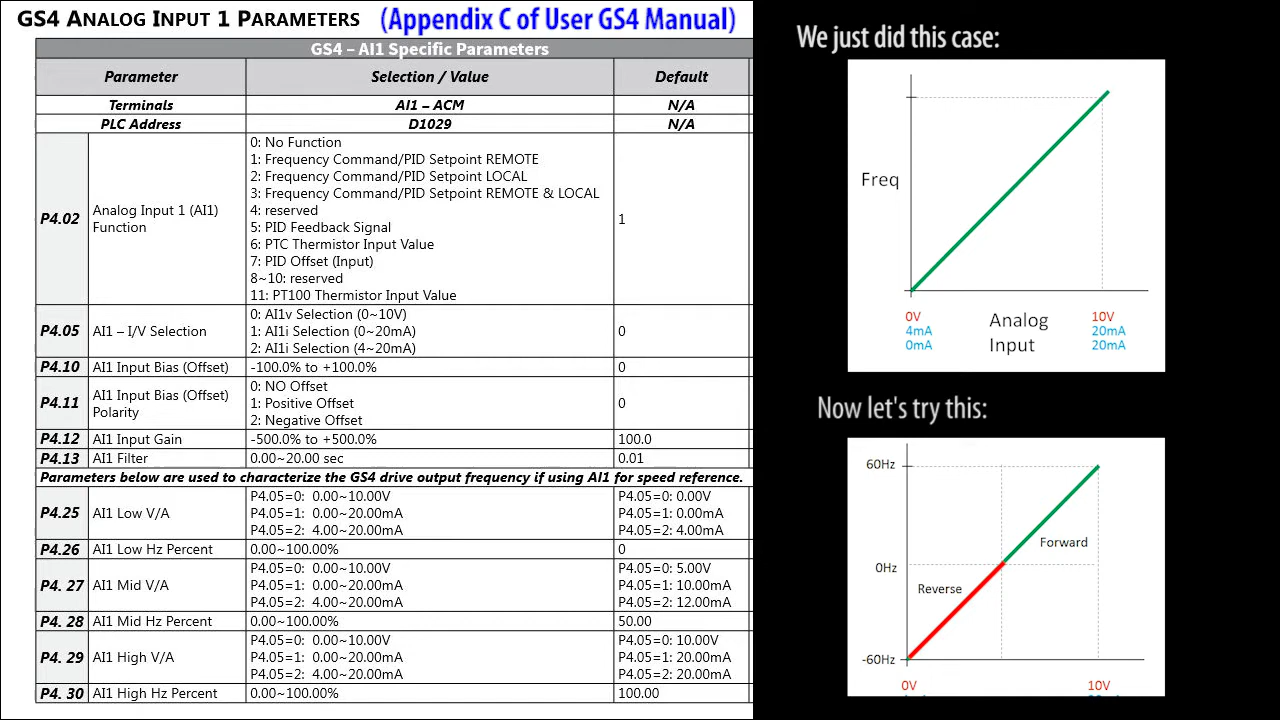 GS4 ANALOG INPUT 1 PARAMETERS (Appendix C of User GS4 Manual)
GS4 – AI1 Specific Parameters
Parameter Selection / Value Default
Terminals AI1 – ACM N/A
PLC Address D1029 N/A
P4.02 Analog Input 1 (AI1) Function
0: No Function
1: Frequency Command/PID Setpoint REMOTE
2: Frequency Command/PID Setpoint LOCAL
3: Frequency Command/PID Setpoint REMOTE & LOCAL
4: reserved
5: PID Feedback Signal
6: PTC Thermistor Input Value
7: PID Offset (Input)
8~10: reserved
11: PT100 Thermistor Input Value
1
P4.05 AI1 – I/V Selection
0: AI1v Selection (0~10V)
1: AI1i Selection (0~20mA)
2: AI1i Selection (4~20mA)
0
P4.10 AI1 Input Bias (Offset) -100.0% to +100.0% 0
P4.11 AI1 Input Bias (Offset) Polarity
0: NO Offset
1: Positive Offset
2: Negative Offset
0
P4.12 AI1 Input Gain -500.0% to +500.0% 100.0
P4.13 AI1 Filter 0.00~20.00 sec 0.01
Parameters below are used to characterize the GS4 drive output frequency if using AI1 for speed reference.
P4.25 AI1 Low V/A
P4.05=0: 0.00~10.00V P4.05=0: 0.00V
P4.05=1: 0.00~20.00mA P4.05=1: 0.00mA
P4.05=2: 4.00~20.00mA P4.05=2: 4.00mA
P4.26 AI1 Low Hz Percent 0.00~100.00% 0
P4. 27 AI1 Mid V/A
P4.05=0: 0.00~10.00V P4.05=0: 5.00V
P4.05=1: 0.00~20.00mA P4.05=1: 10.00mA
P4.05=2: 4.00~20.00mA P4.05=2: 12.00mA
P4. 28 AI1 Mid Hz Percent 0.00~100.00% 50.00
P4. 29 AI1 High V/A
P4.05=0: 0.00~10.00V P4.05=0: 10.00V
P4.05=1: 0.00~20.00mA P4.05=1: 20.00mA
P4.05=2: 4.00~20.00mA P4.05=2: 20.00mA
P4. 30 AI1 High Hz Percent 0.00~100.00% 100.00
We just did this case:
Freq
0V 10V
4mA 20mA
0mA 20mA
Analog
Input
Now let's try this:
60Hz
Forward
0Hz
Reverse
-60Hz
0V 10V